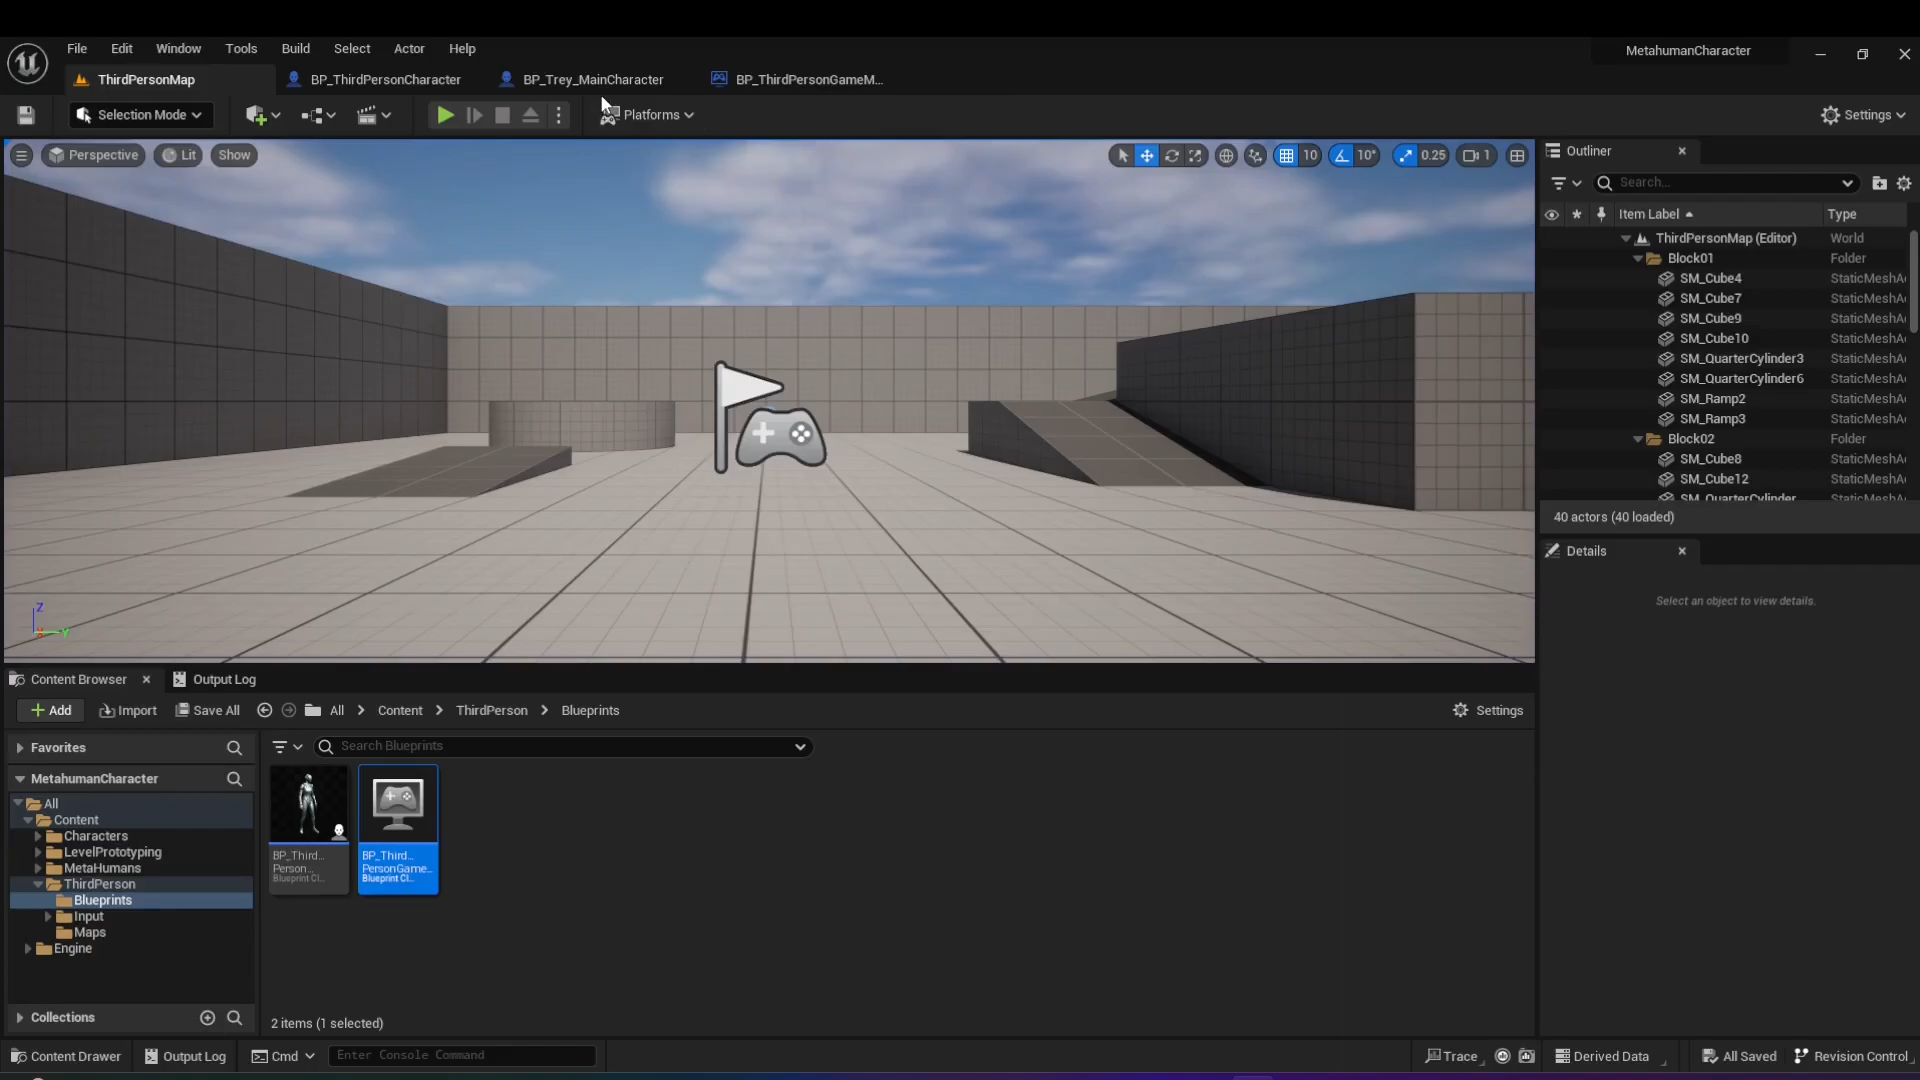 File Edit Window Tools Build Select Actor Help
MetahumanCharacter
ThirdPersonMap BP_ThirdPersonCharacter BP_Trey_MainCharacter BP_ThirdPersonGameM...
Selection Mode Platforms Settings
Perspective Lit Show 10 10° 0.25 1
Outliner
Search...
Item Label Type
ThirdPersonMap (Editor) World
Block01 Folder
SM_Cube4 StaticMeshA
SM_Cube7 StaticMeshA
SM_Cube9 StaticMeshA
SM_Cube10 StaticMeshA
SM_QuarterCylinder3 StaticMeshA
SM_QuarterCylinder6 StaticMeshA
SM_Ramp2 StaticMeshA
SM_Ramp3 StaticMeshA
Block02 Folder
SM_Cube8 StaticMeshA
SM_Cube12 StaticMeshA
SM_QuarterCylinder StaticMeshA
40 actors (40 loaded)
Details
Select an object to view details.
Z
X Y
Content Browser Output Log
Add Import Save All All Content ThirdPerson Blueprints Settings
Favorites
Search Blueprints
MetahumanCharacter
All
Content
Characters
LevelPrototyping
MetaHumans
ThirdPerson
Blueprints
Input
Maps
Engine
BP_Third...
Person...
Blueprint Cl...
BP_Third...
PersonGame...
Blueprint Cl...
Collections
2 items (1 selected)
Content Drawer Output Log Cmd Enter Console Command Trace Derived Data All Saved Revision Control